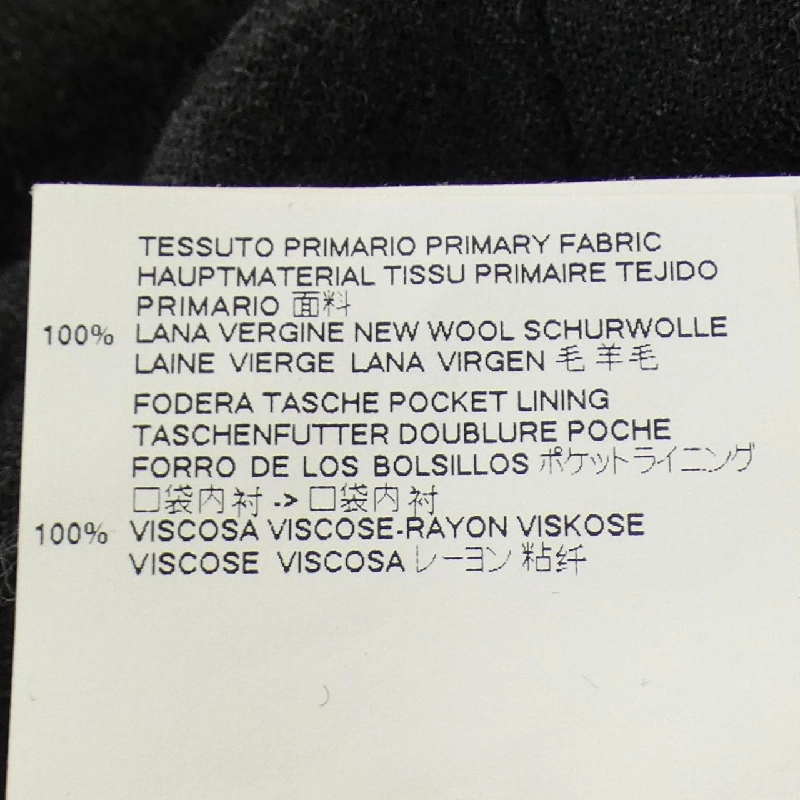 TESSUTO PRIMARIO PRIMARY FABRIC
HAUPTMATERIAL TISSU PRIMAIRE TEJIDO
PRIMARIO 面料
100% LANA VERGINE NEW WOOL SCHURWOLLE
LAINE VIERGE LANA VIRGEN 毛 羊毛
FODERA TASCHE POCKET LINING
TASCHENFUTTER DOUBLURE POCHE
FORRO DE LOS BOLSILLOS ポケットライニング
口袋内衬 -> 口袋内衬
100% VISCOSA VISCOSE-RAYON VISKOSE
VISCOSE VISCOSA レーヨン 粘纤